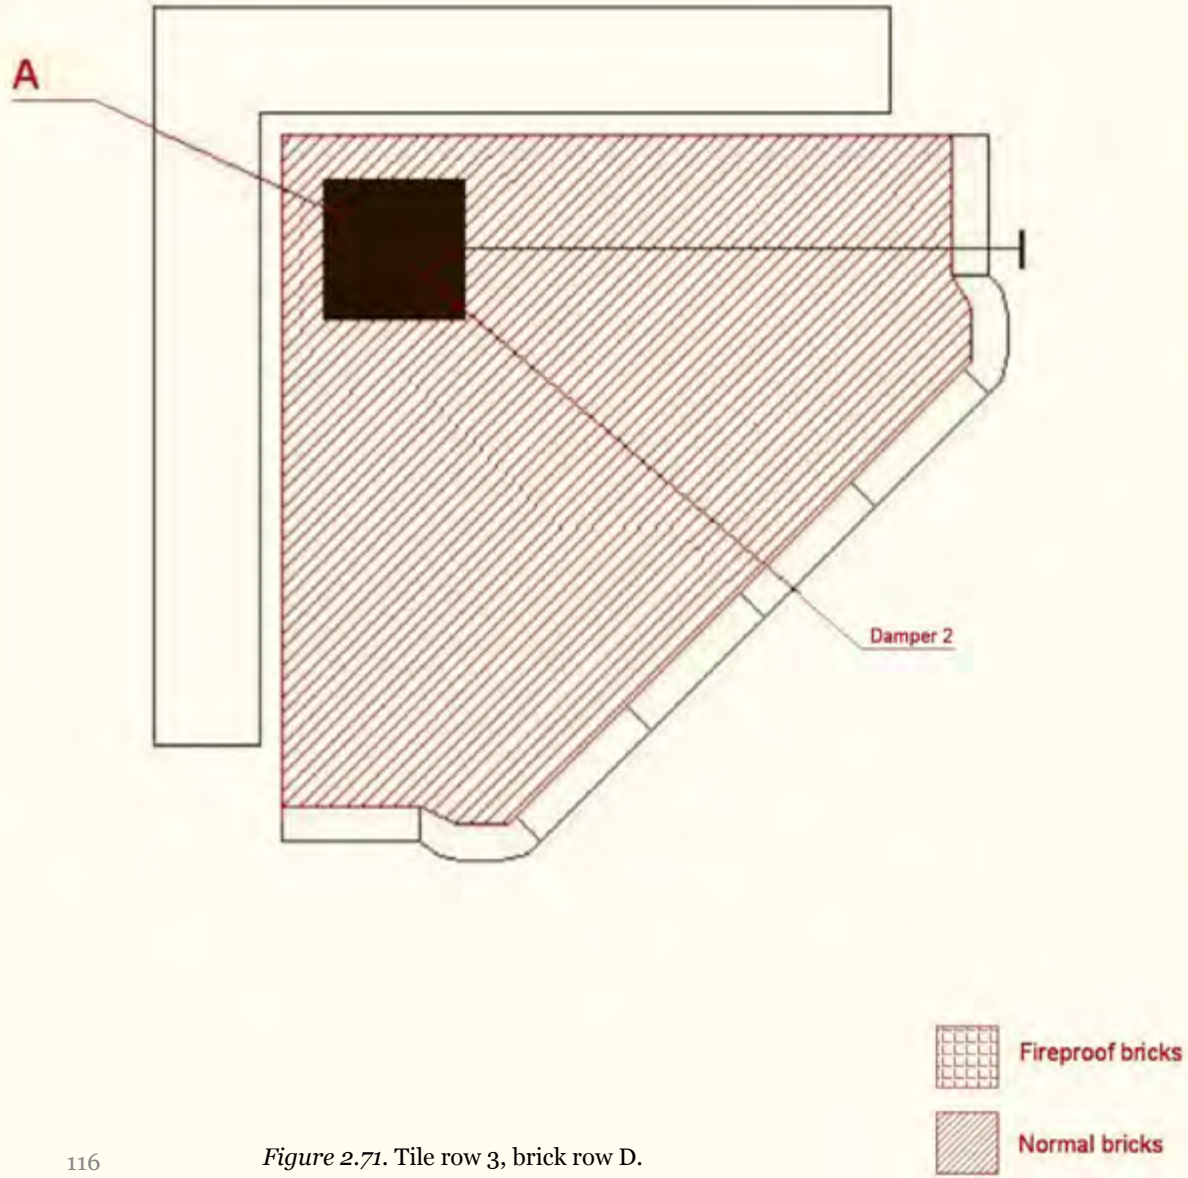 A
Damper 2
Fireproof bricks
Normal bricks
116
Figure 2.71. Tile row 3, brick row D.